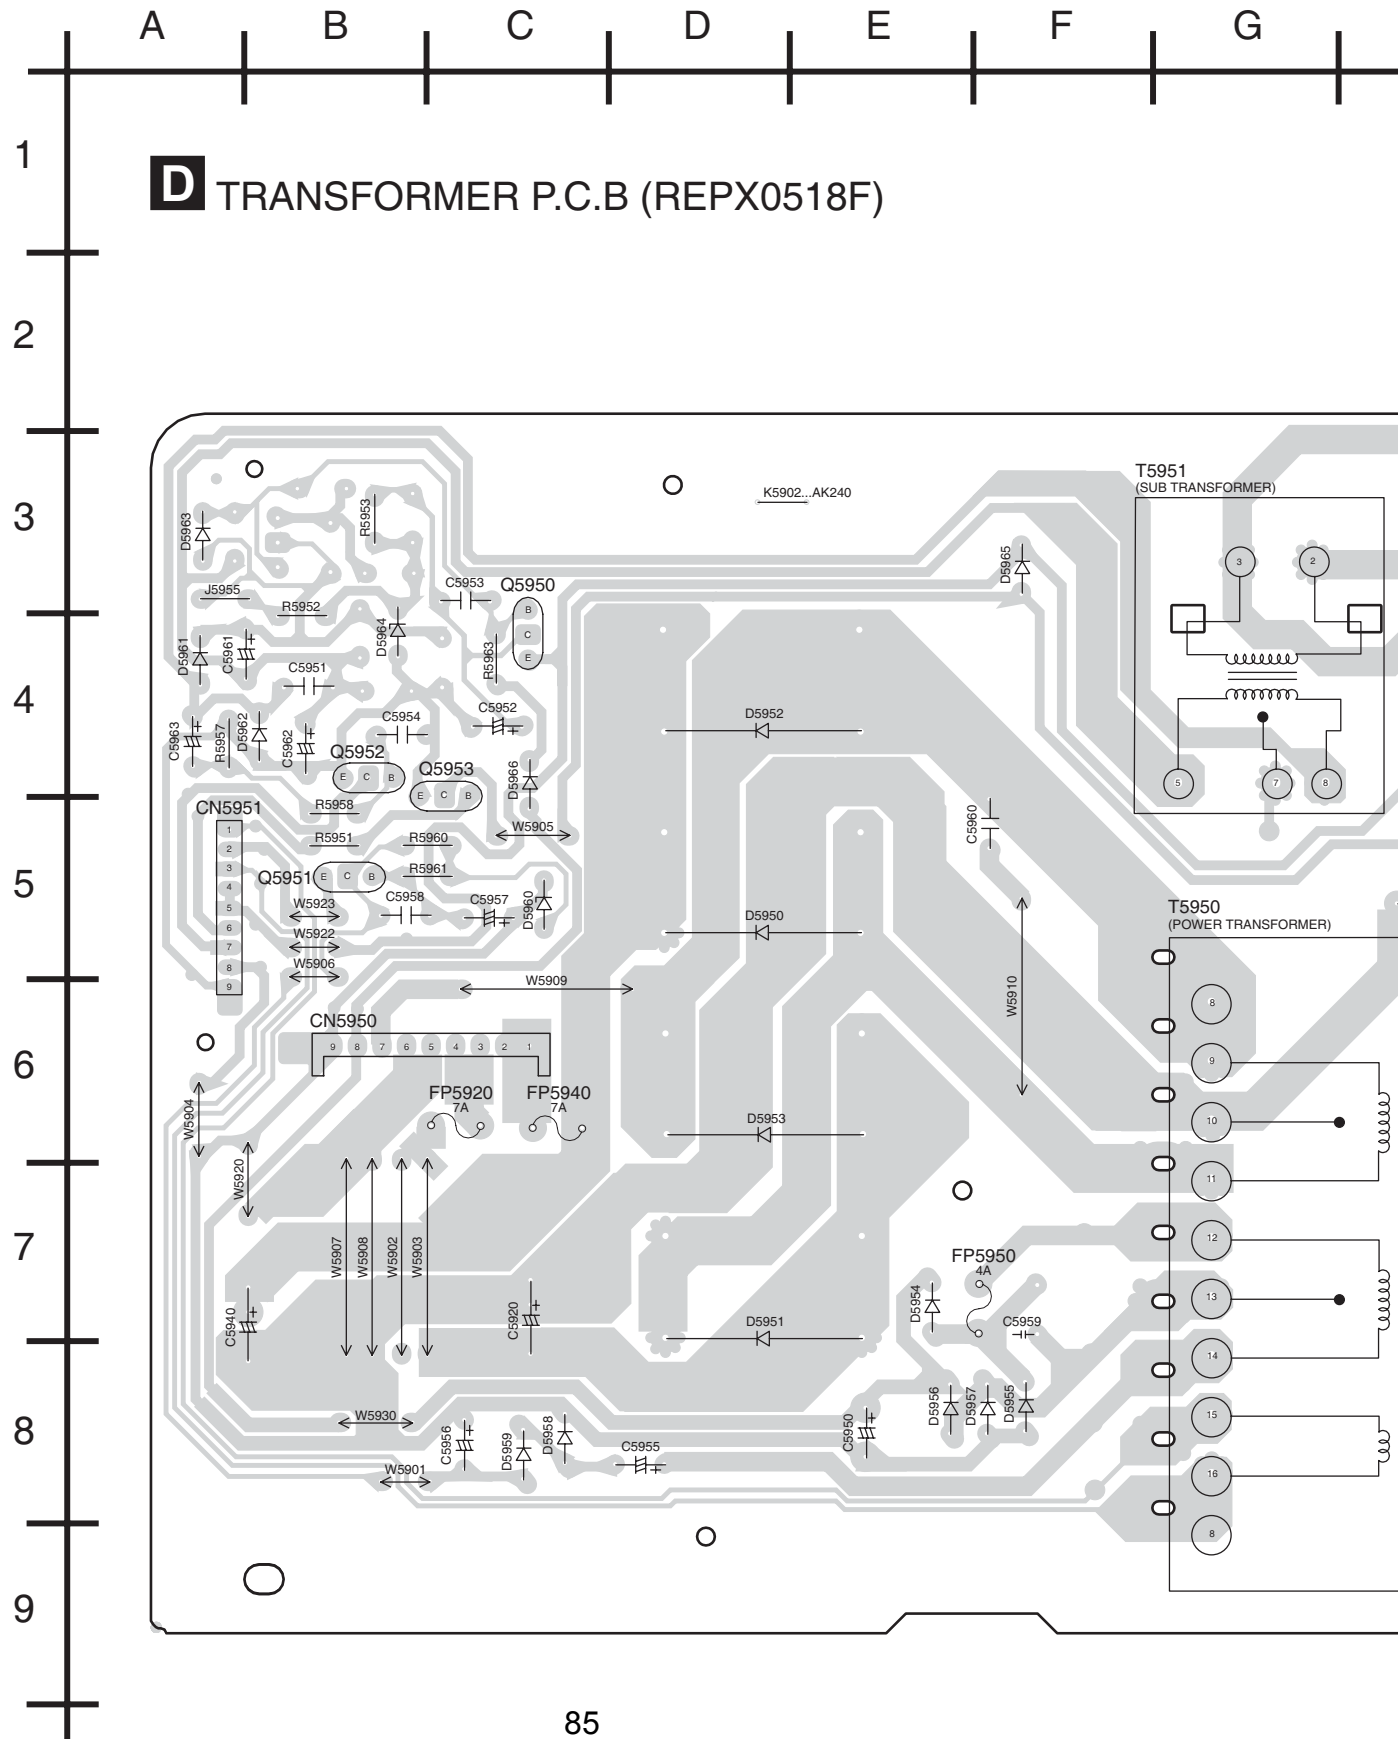 A B C D E F G
1
D TRANSFORMER P.C.B (REPX0518F)
2
3
T5951
(SUB TRANSFORMER)
K5902...AK240
R5953
D5963
D5965
3 2
J5955
C5953
Q5950
R5952
B
C
E
D5964
D5961
C5961
R5963
C5951
4
C5952
C5954
D5952
C5963
R5957
D5962
C5962
Q5952
E C B
Q5953
E C B
D5966
5 7 8
CN5951
1
2
3
4
5
6
7
8
9
R5958
W5905
C5960
R5951
R5960
5
R5961
Q5951
E C B
W5923
C5958
C5957
D5960
D5950
T5950
(POWER TRANSFORMER)
W5922
W5906
W5909
W5910
8
CN5950
9 8 7 6 5 4 3 2 1
6
9
FP5920
7A
FP5940
7A
W5904
D5953
10
W5920
11
7
W5907
W5908
W5902
W5903
12
FP5950
4A
D5954
13
C5940
C5920
D5951
C5959
14
8
W5930
D5956
D5957
D5955
15
C5956
D5959
D5958
C5955
C5950
W5901
16
8
9
85